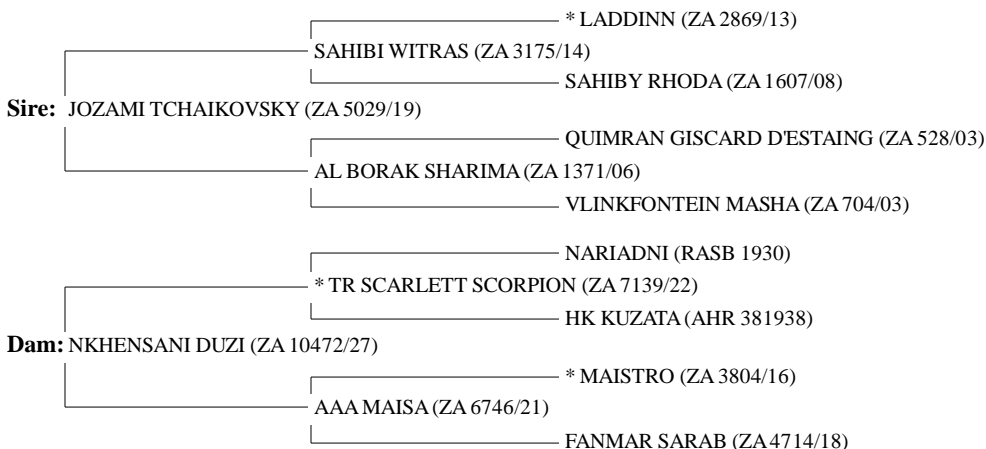 * LADDINN (ZA 2869/13)
SAHIBI WITRAS (ZA 3175/14)
SAHIBY RHODA (ZA 1607/08)
Sire: JOZAMI TCHAIKOVSKY (ZA 5029/19)
QUIMRAN GISCARD D'ESTAING (ZA 528/03)
AL BORAK SHARIMA (ZA 1371/06)
VLINKFONTEIN MASHA (ZA 704/03)
NARIADNI (RASB 1930)
* TR SCARLETT SCORPION (ZA 7139/22)
HK KUZATA (AHR 381938)
Dam: NKHENSANI DUZI (ZA 10472/27)
* MAISTRO (ZA 3804/16)
AAA MAISA (ZA 6746/21)
FANMAR SARAB (ZA 4714/18)